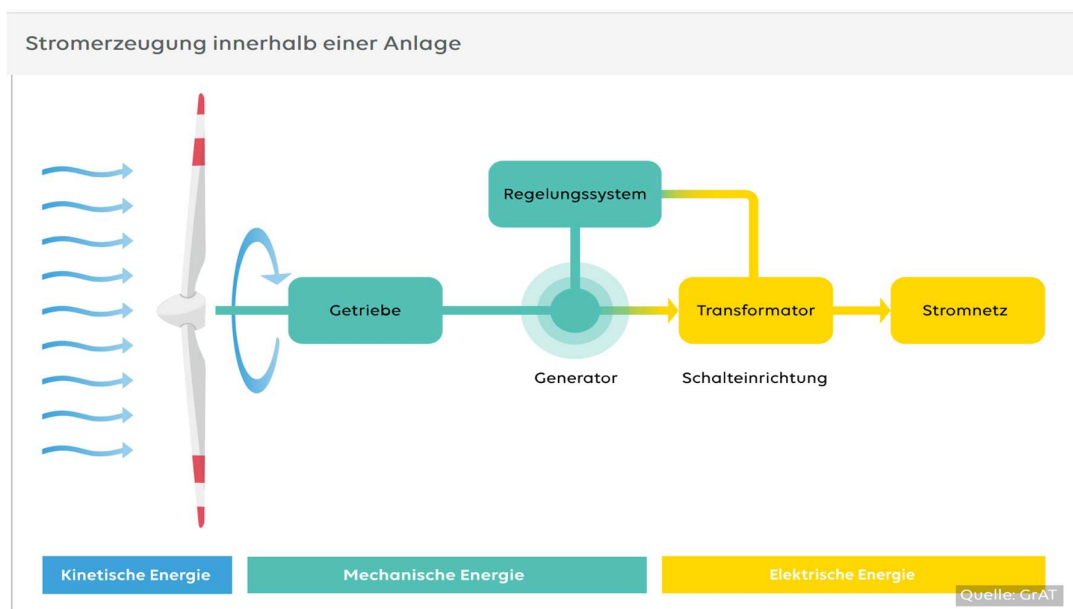 Stromerzeugung innerhalb einer Anlage
Regelungssystem
Getriebe
Transformator
Stromnetz
Generator
Schalteinrichtung
Kinetische Energie
Mechanische Energie
Elektrische Energie
Quelle: GrAT